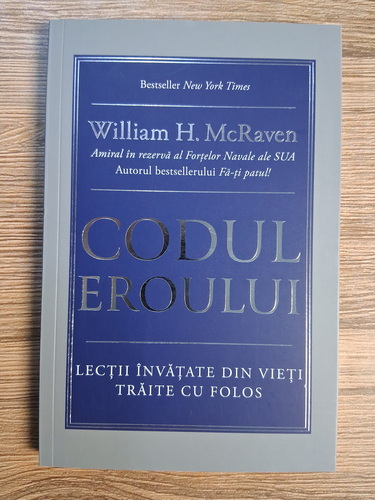 Bestseller New York Times
William H. McRaven
Amiral în rezervă al Forțelor Navale ale SUA
Autorul bestsellerului Fă-ți patul!
CODUL
EROULUI
LECȚII ÎNVĂȚATE DIN VIEȚI
TRĂITE CU FOLOS